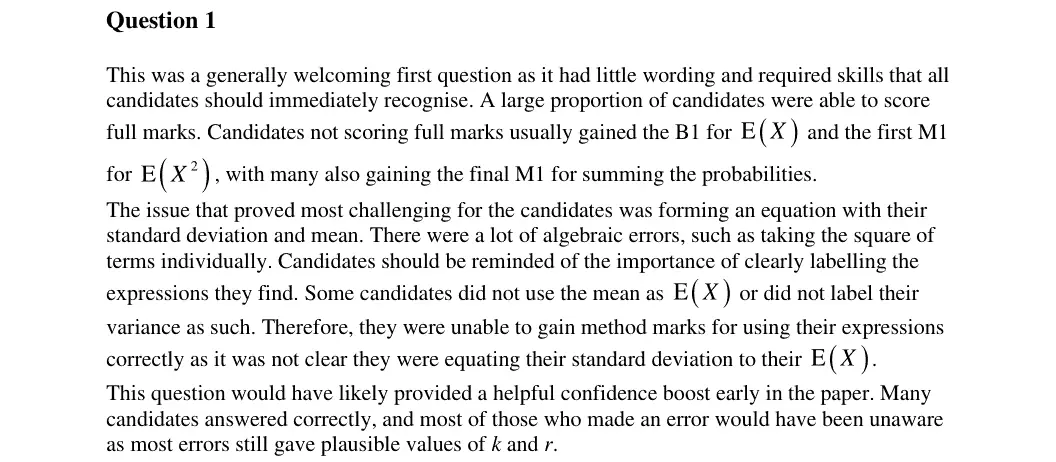 Question 1
This was a generally welcoming first question as it had little wording and required skills that all
candidates should immediately recognise. A large proportion of candidates were able to score
full marks. Candidates not scoring full marks usually gained the B1 for E(X) and the first M1
for E(X²), with many also gaining the final M1 for summing the probabilities.
The issue that proved most challenging for the candidates was forming an equation with their
standard deviation and mean. There were a lot of algebraic errors, such as taking the square of
terms individually. Candidates should be reminded of the importance of clearly labelling the
expressions they find. Some candidates did not use the mean as E(X) or did not label their
variance as such. Therefore, they were unable to gain method marks for using their expressions
correctly as it was not clear they were equating their standard deviation to their E(X).
This question would have likely provided a helpful confidence boost early in the paper. Many
candidates answered correctly, and most of those who made an error would have been unaware
as most errors still gave plausible values of k and r.